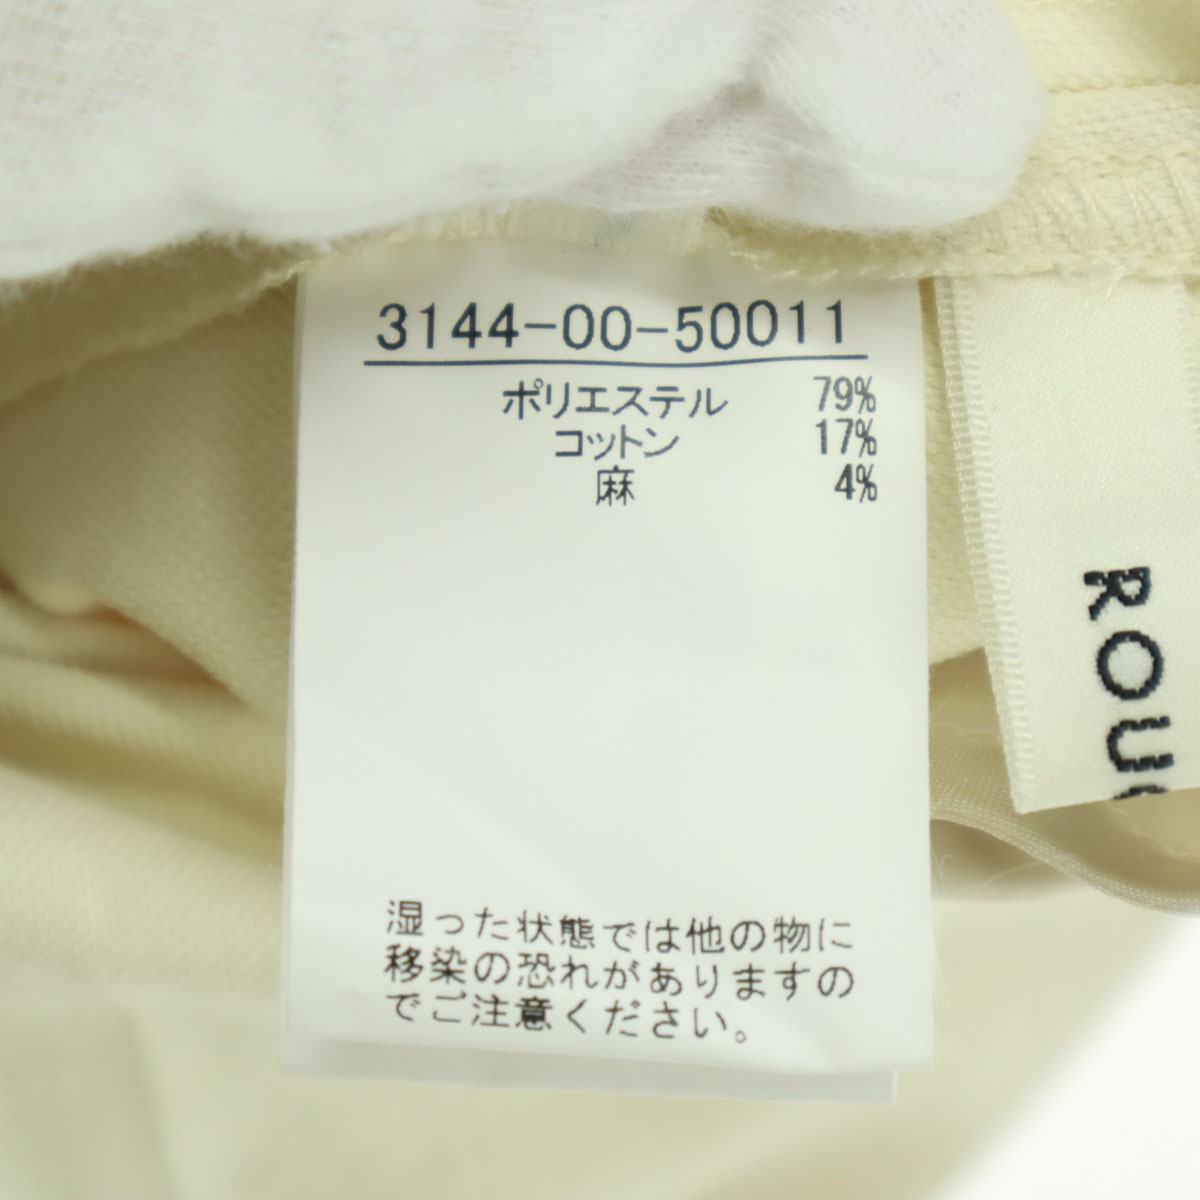 3144-00-50011
ポリエステル 79%
コットン 17%
麻 4%
湿った状態では他の物に
移染の恐れがありますの
でご注意ください。
ROU